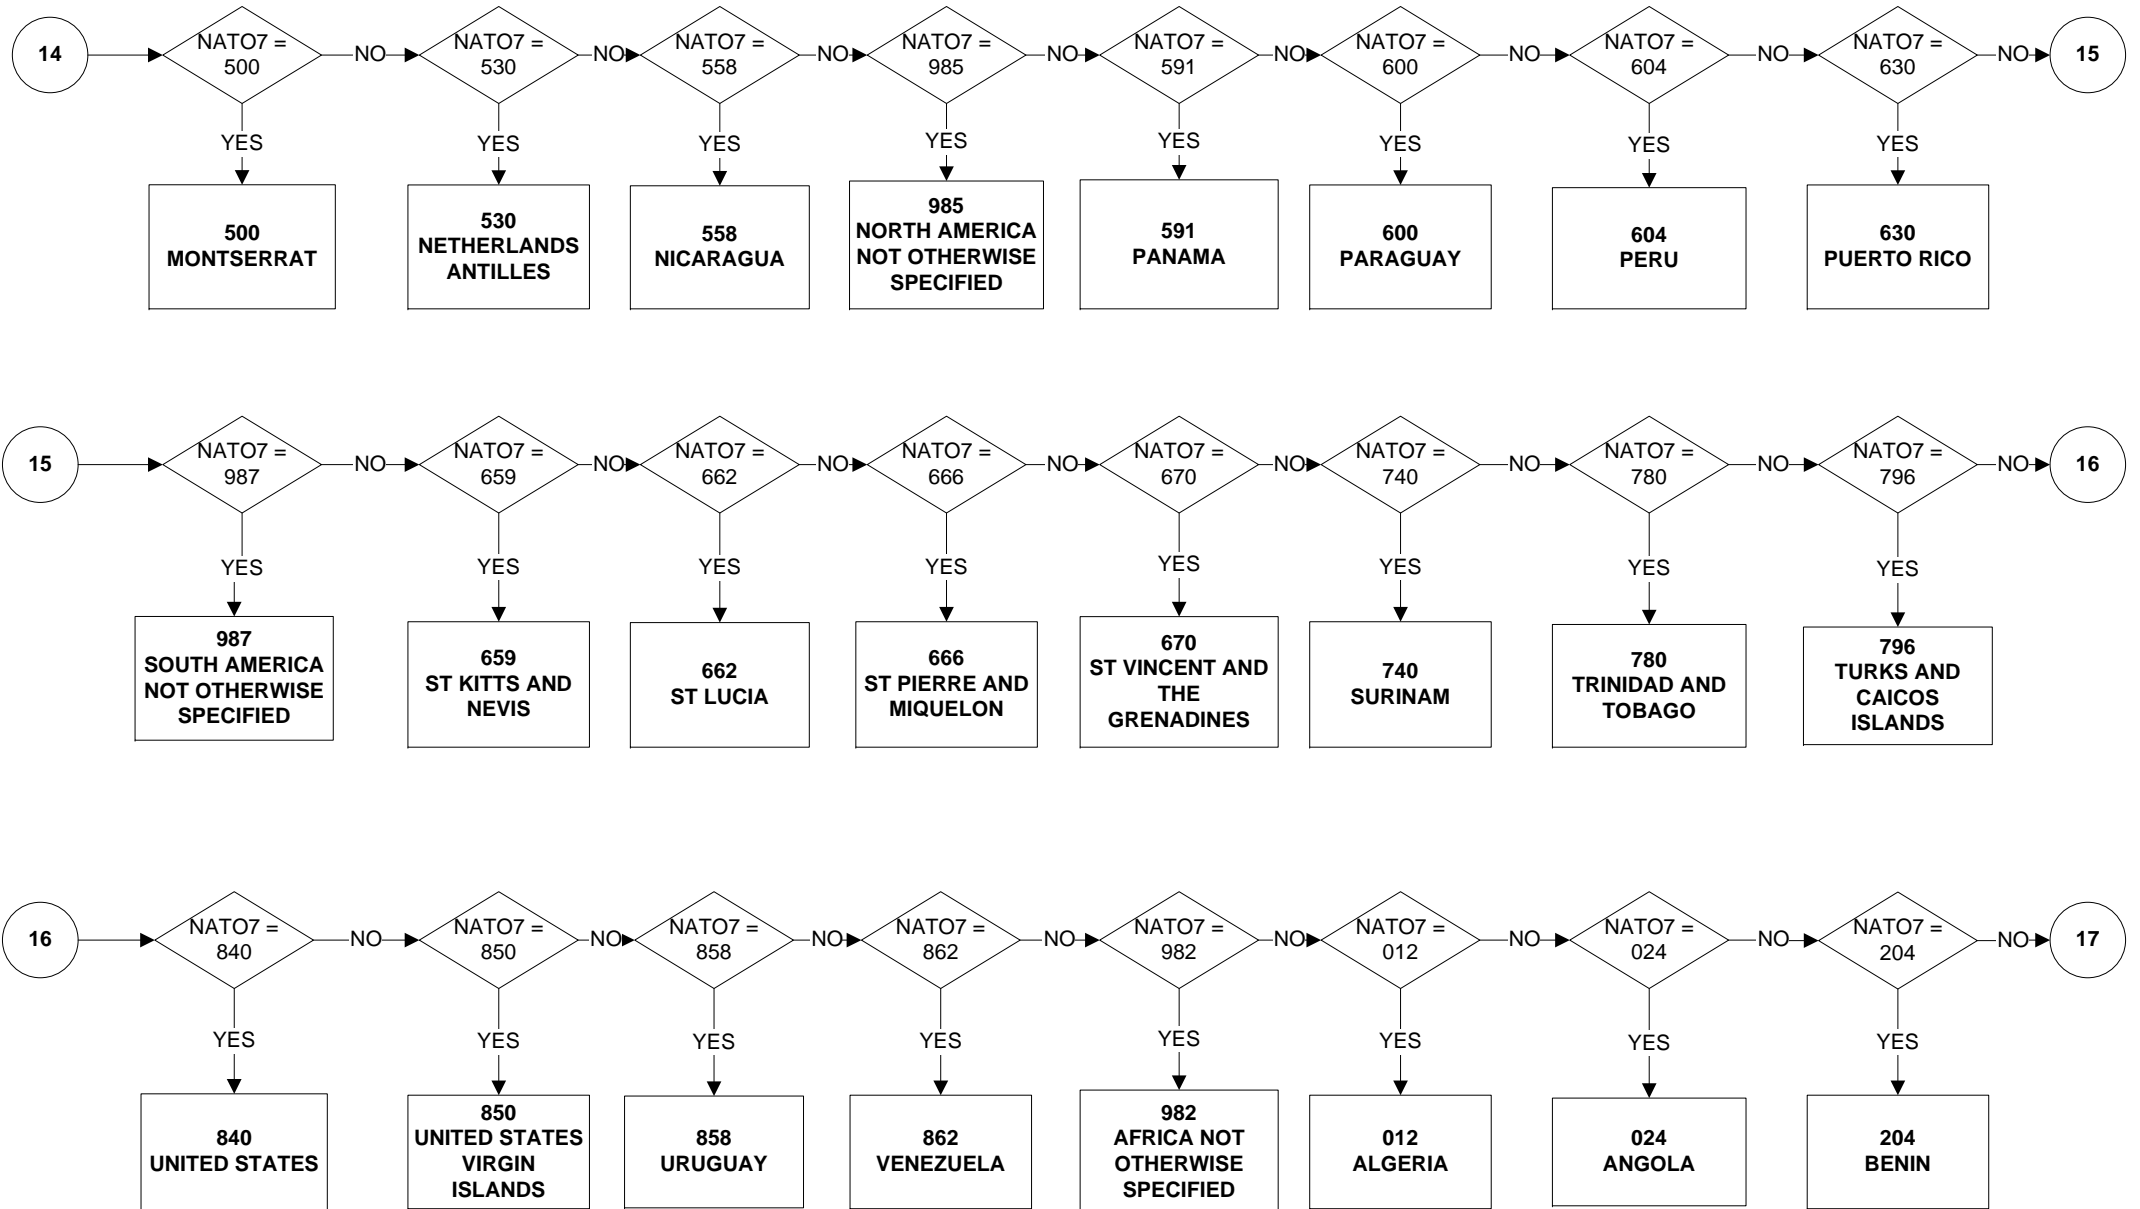 14
NATO7 =
500
NO
NATO7 =
530
NO
NATO7 =
558
NO
NATO7 =
985
NO
NATO7 =
591
NO
NATO7 =
600
NO
NATO7 =
604
NO
NATO7 =
630
NO
15
YES
YES
YES
YES
YES
YES
YES
YES
500
MONTSERRAT
530
NETHERLANDS
ANTILLES
558
NICARAGUA
985
NORTH AMERICA
NOT OTHERWISE
SPECIFIED
591
PANAMA
600
PARAGUAY
604
PERU
630
PUERTO RICO
15
NATO7 =
987
NO
NATO7 =
659
NO
NATO7 =
662
NO
NATO7 =
666
NO
NATO7 =
670
NO
NATO7 =
740
NO
NATO7 =
780
NO
NATO7 =
796
NO
16
YES
YES
YES
YES
YES
YES
YES
YES
987
SOUTH AMERICA
NOT OTHERWISE
SPECIFIED
659
ST KITTS AND
NEVIS
662
ST LUCIA
666
ST PIERRE AND
MIQUELON
670
ST VINCENT AND
THE
GRENADINES
740
SURINAM
780
TRINIDAD AND
TOBAGO
796
TURKS AND
CAICOS
ISLANDS
16
NATO7 =
840
NO
NATO7 =
850
NO
NATO7 =
858
NO
NATO7 =
862
NO
NATO7 =
982
NO
NATO7 =
012
NO
NATO7 =
024
NO
NATO7 =
204
NO
17
YES
YES
YES
YES
YES
YES
YES
YES
840
UNITED STATES
850
UNITED STATES
VIRGIN
ISLANDS
858
URUGUAY
862
VENEZUELA
982
AFRICA NOT
OTHERWISE
SPECIFIED
012
ALGERIA
024
ANGOLA
204
BENIN